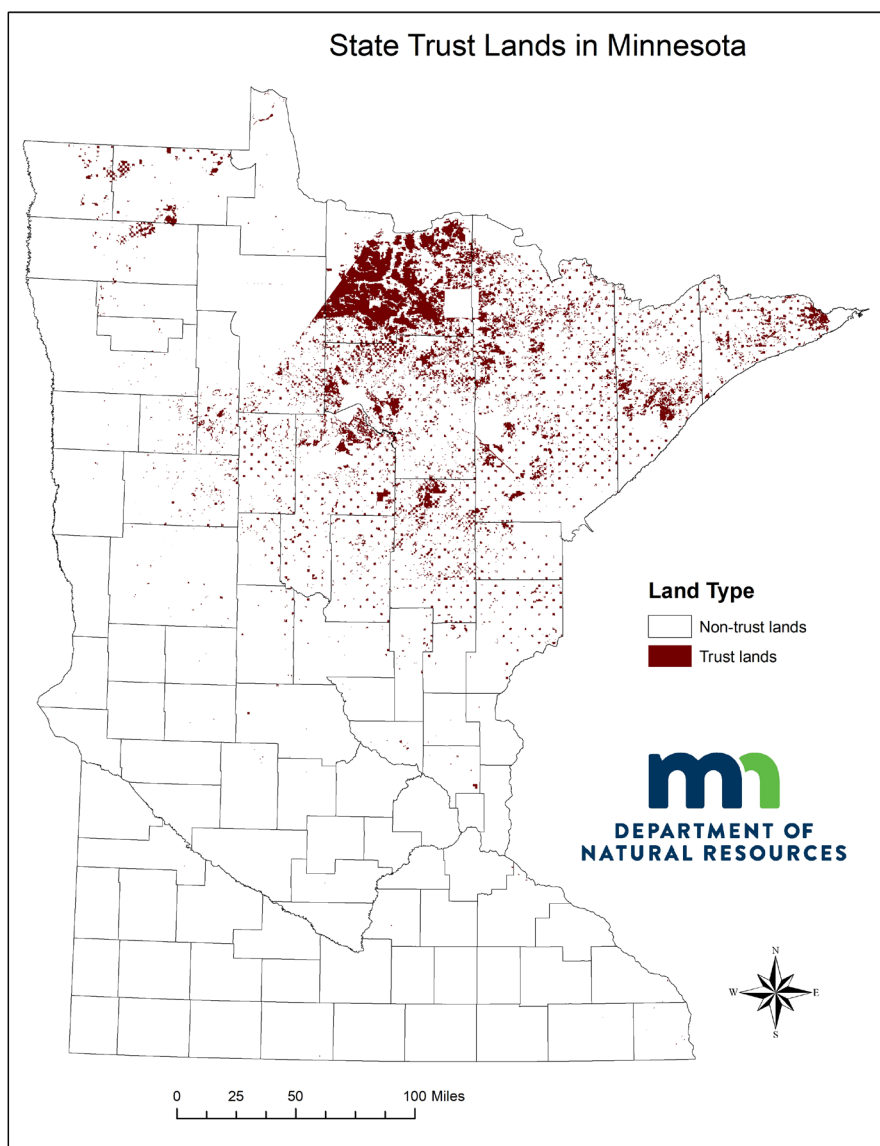 State Trust Lands in Minnesota
Land Type
Non-trust lands
Trust lands
mn
DEPARTMENT OF
NATURAL RESOURCES
N
W E
S
0 25 50 100 Miles